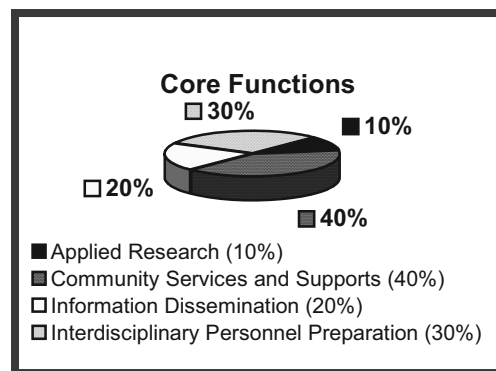 Core Functions
30%
10%
20%
40%
Applied Research (10%)
Community Services and Supports (40%)
Information Dissemination (20%)
Interdisciplinary Personnel Preparation (30%)